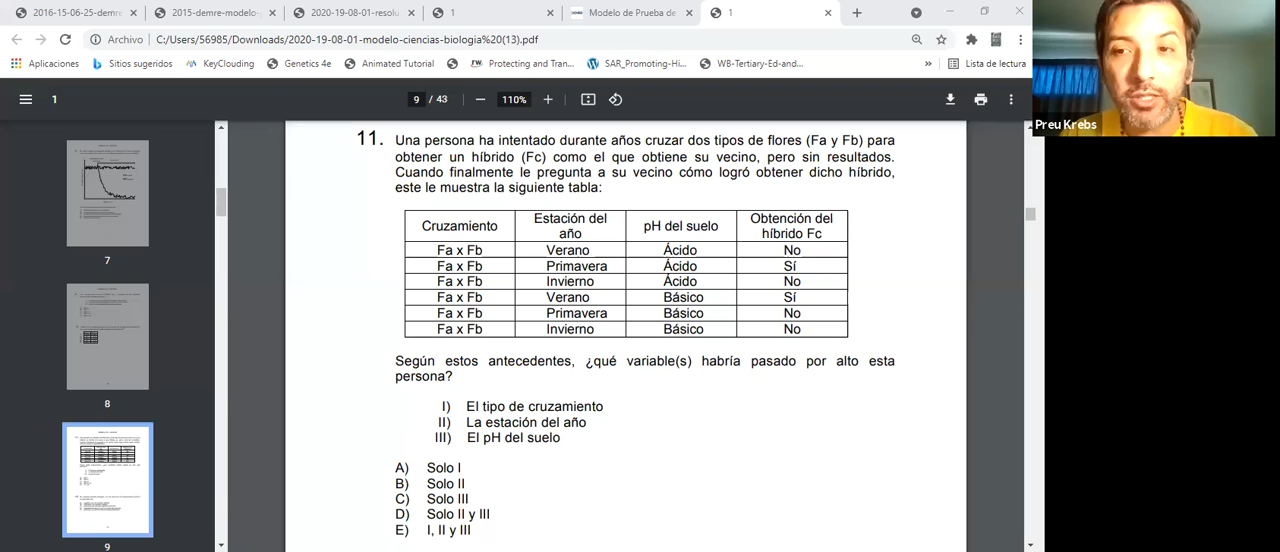 2016-15-06-25-demre
2015-demre-modelo-
2020-19-08-01-resolu
1
Modelo de Prueba de
1
Archivo
C:/Users/56985/Downloads/2020-19-08-01-modelo-ciencias-biologia%20(13).pdf
Aplicaciones
Sitios sugeridos
KeyClouding
Genetics 4e
Animated Tutorial
Protecting and Tran...
SAR_Promoting-Hi...
WB-Tertiary-Ed-and...
»
Lista de lectura
1
9 / 43
110%
Preu Krebs
7
8
9
11. Una persona ha intentado durante años cruzar dos tipos de flores (Fa y Fb) para
obtener un híbrido (Fc) como el que obtiene su vecino, pero sin resultados.
Cuando finalmente le pregunta a su vecino cómo logró obtener dicho híbrido,
este le muestra la siguiente tabla:
Cruzamiento Estación del año pH del suelo Obtención del híbrido Fc
Fa x Fb Verano Ácido No
Fa x Fb Primavera Ácido Sí
Fa x Fb Invierno Ácido No
Fa x Fb Verano Básico Sí
Fa x Fb Primavera Básico No
Fa x Fb Invierno Básico No
Según estos antecedentes, ¿qué variable(s) habría pasado por alto esta
persona?
I) El tipo de cruzamiento
II) La estación del año
III) El pH del suelo
A) Solo I
B) Solo II
C) Solo III
D) Solo II y III
E) I, II y III